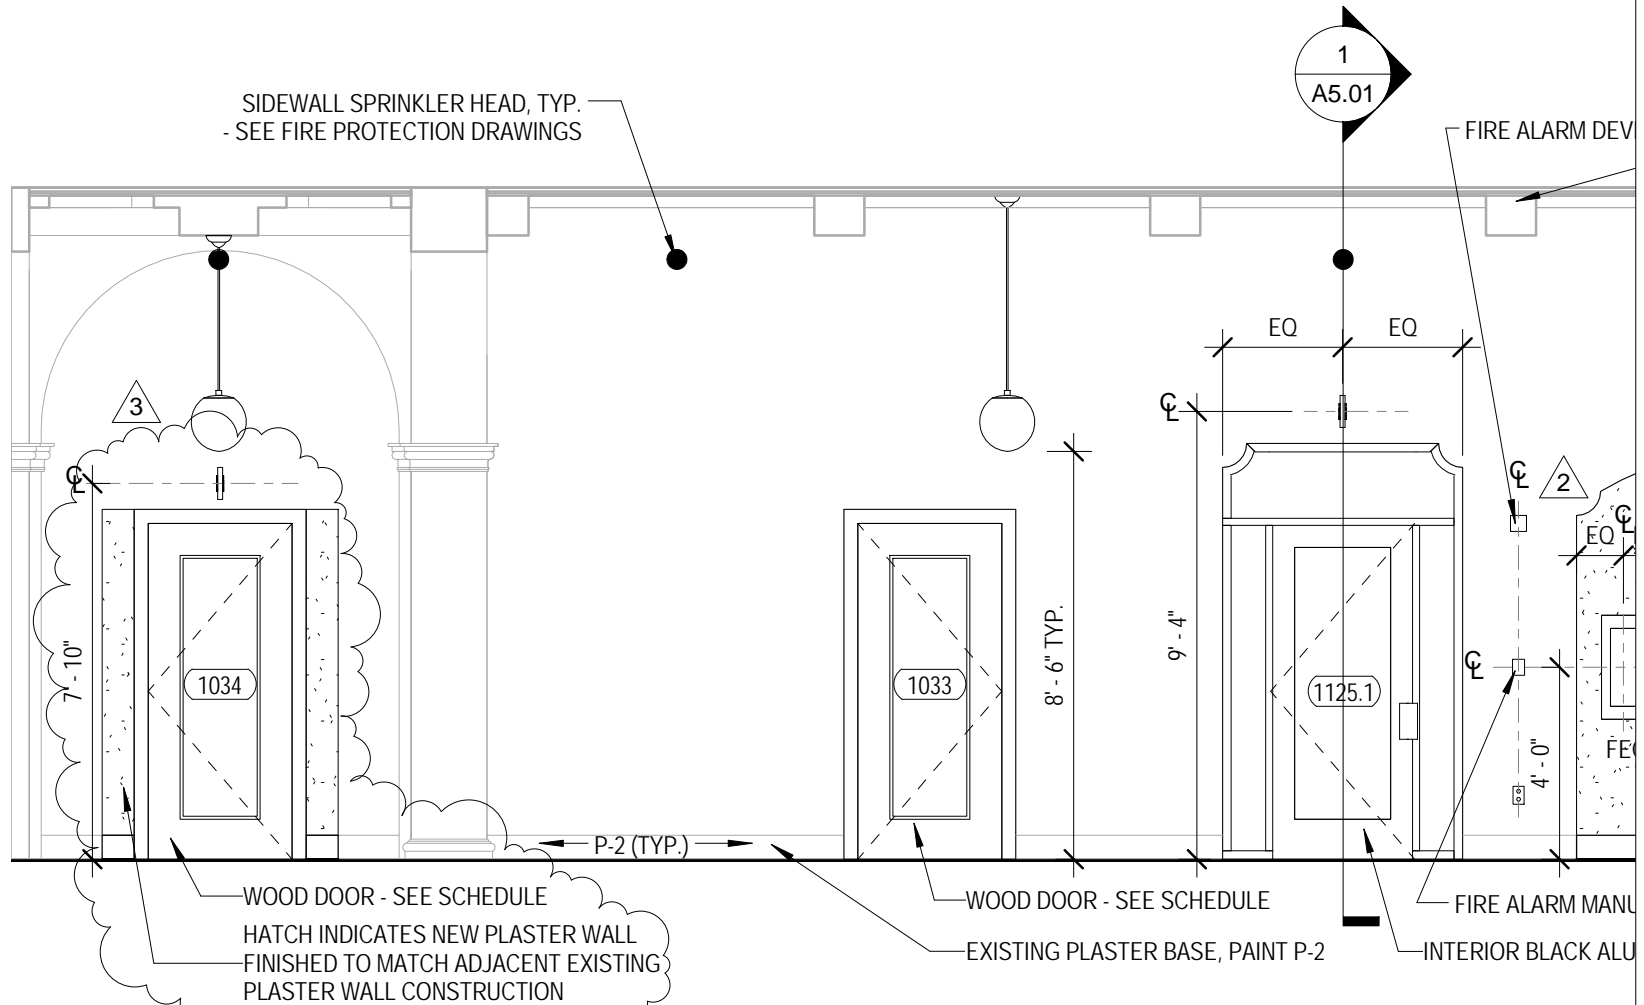 1
A5.01
SIDEWALL SPRINKLER HEAD, TYP.
- SEE FIRE PROTECTION DRAWINGS
FIRE ALARM DEV
EQ
EQ
3
℄
℄
℄
2
℄
EQ
7' - 10"
8' - 6" TYP.
9' - 4"
℄
4' - 0"
1034
1033
1125.1
FEC
P-2 (TYP.)
WOOD DOOR - SEE SCHEDULE
HATCH INDICATES NEW PLASTER WALL
FINISHED TO MATCH ADJACENT EXISTING
PLASTER WALL CONSTRUCTION
WOOD DOOR - SEE SCHEDULE
EXISTING PLASTER BASE, PAINT P-2
FIRE ALARM MANU
INTERIOR BLACK ALU